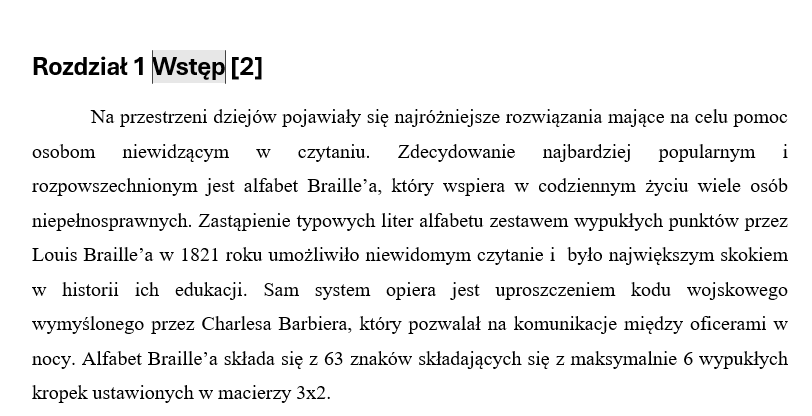 Rozdział 1 Wstęp [2]
Na przestrzeni dziejów pojawiały się najróżniejsze rozwiązania mające na celu pomoc
osobom niewidzącym w czytaniu. Zdecydowanie najbardziej popularnym i
rozpowszechnionym jest alfabet Braille’a, który wspiera w codziennym życiu wiele osób
niepełnosprawnych. Zastąpienie typowych liter alfabetu zestawem wypukłych punktów przez
Louis Braille’a w 1821 roku umożliwiło niewidomym czytanie i  było największym skokiem
w historii ich edukacji. Sam system opiera jest uproszczeniem kodu wojskowego
wymyślonego przez Charlesa Barbiera, który pozwalał na komunikacje między oficerami w
nocy. Alfabet Braille’a składa się z 63 znaków składających się z maksymalnie 6 wypukłych
kropek ustawionych w macierzy 3x2.